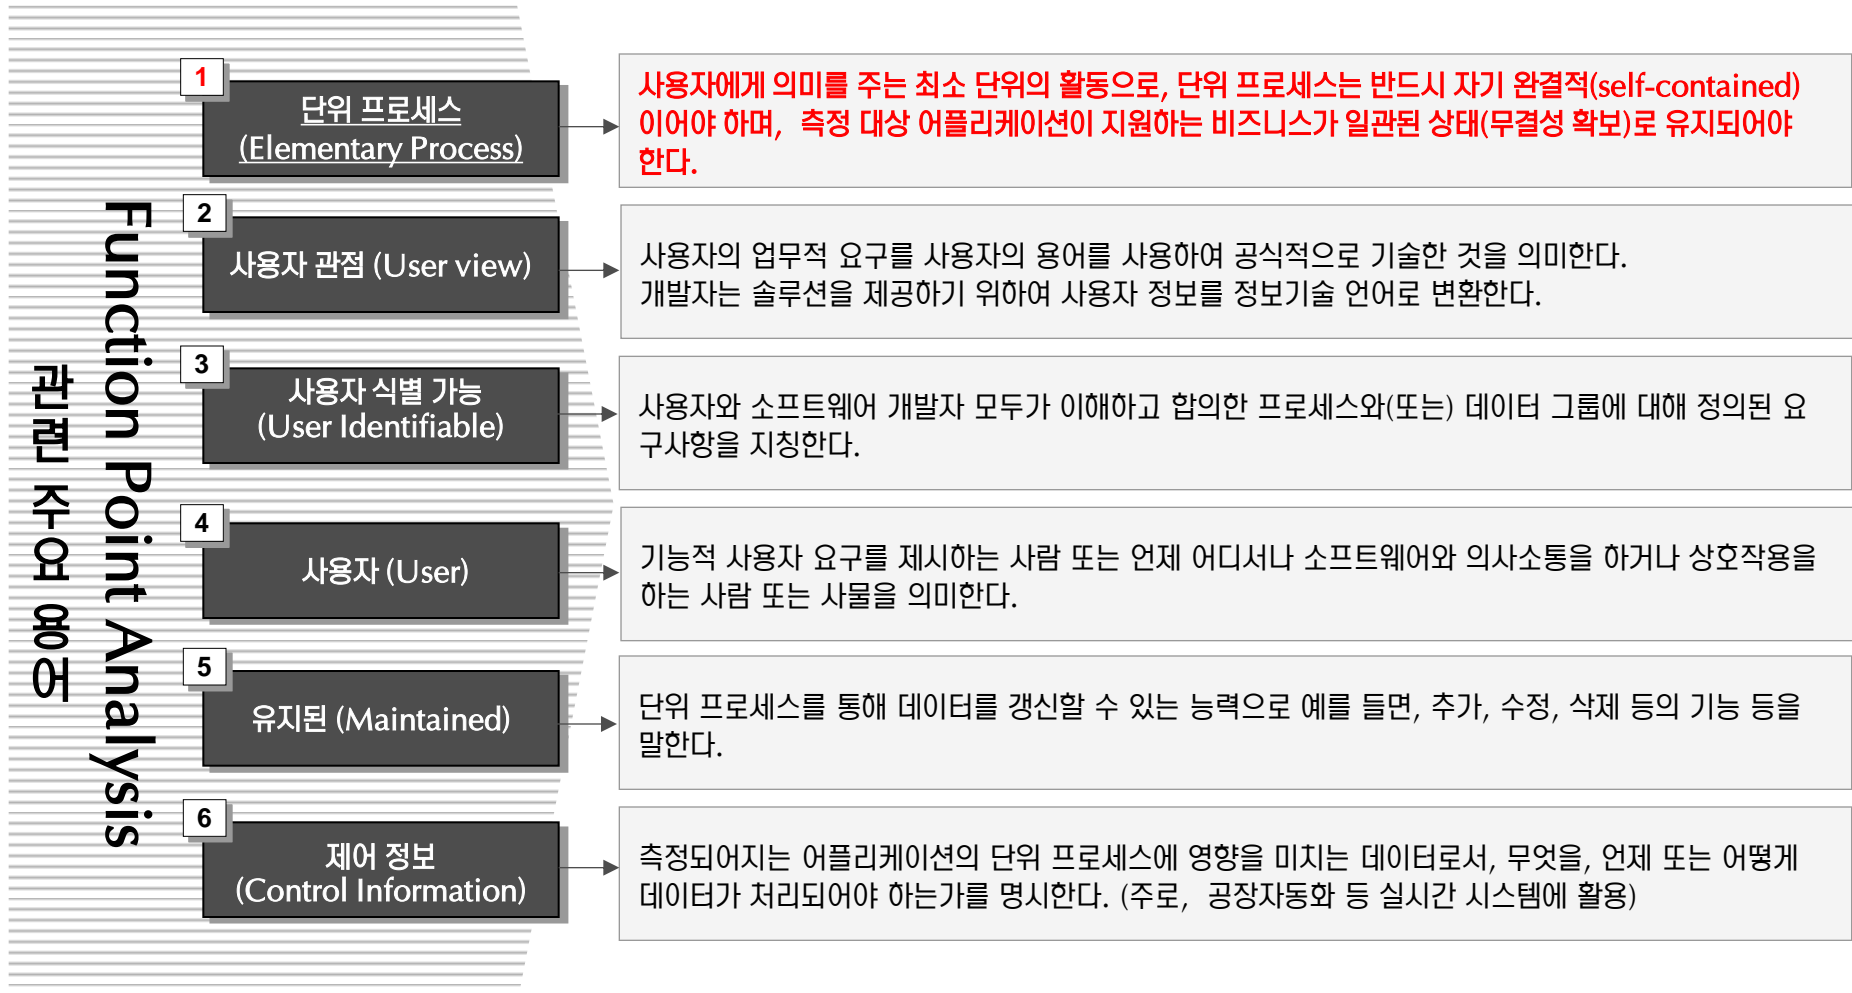 Function Point Analysis
관련 주요 용어
1
단위 프로세스
(Elementary Process)
사용자에게 의미를 주는 최소 단위의 활동으로, 단위 프로세스는 반드시 자기 완결적(self-contained)
이어야 하며, 측정 대상 어플리케이션이 지원하는 비즈니스가 일관된 상태(무결성 확보)로 유지되어야
한다.
2
사용자 관점 (User view)
사용자의 업무적 요구를 사용자의 용어를 사용하여 공식적으로 기술한 것을 의미한다.
개발자는 솔루션을 제공하기 위하여 사용자 정보를 정보기술 언어로 변환한다.
3
사용자 식별 가능
(User Identifiable)
사용자와 소프트웨어 개발자 모두가 이해하고 합의한 프로세스와(또는) 데이터 그룹에 대해 정의된 요
구사항을 지칭한다.
4
사용자 (User)
기능적 사용자 요구를 제시하는 사람 또는 언제 어디서나 소프트웨어와 의사소통을 하거나 상호작용을
하는 사람 또는 사물을 의미한다.
5
유지된 (Maintained)
단위 프로세스를 통해 데이터를 갱신할 수 있는 능력으로 예를 들면, 추가, 수정, 삭제 등의 기능 등을
말한다.
6
제어 정보
(Control Information)
측정되어지는 어플리케이션의 단위 프로세스에 영향을 미치는 데이터로서, 무엇을, 언제 또는 어떻게
데이터가 처리되어야 하는가를 명시한다. (주로, 공장자동화 등 실시간 시스템에 활용)